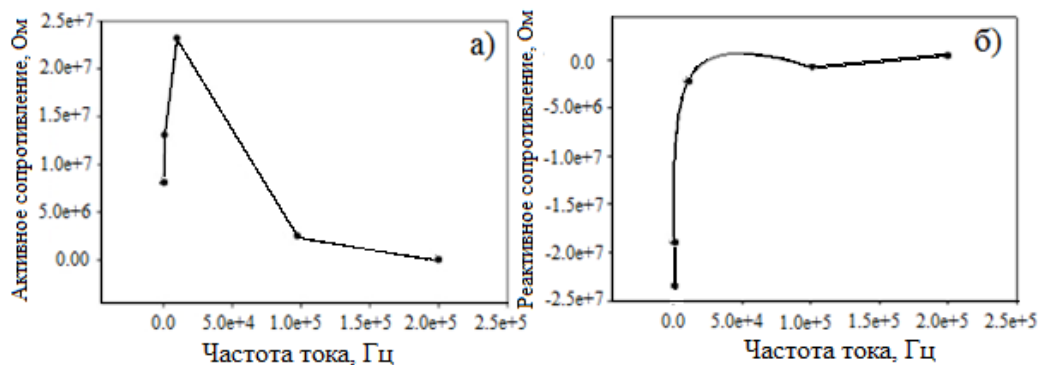 а)
Активное сопротивление, Ом
2.5e+7
2.0e+7
1.5e+7
1.0e+7
5.0e+6
0.00
0.0 5.0e+4 1.0e+5 1.5e+5 2.0e+5 2.5e+5
Частота тока, Гц
б)
Реактивное сопротивление, Ом
0.0
-5.0e+6
-1.0e+7
-1.5e+7
-2.0e+7
-2.5e+7
0.0 5.0e+4 1.0e+5 1.5e+5 2.0e+5 2.5e+5
Частота тока, Гц